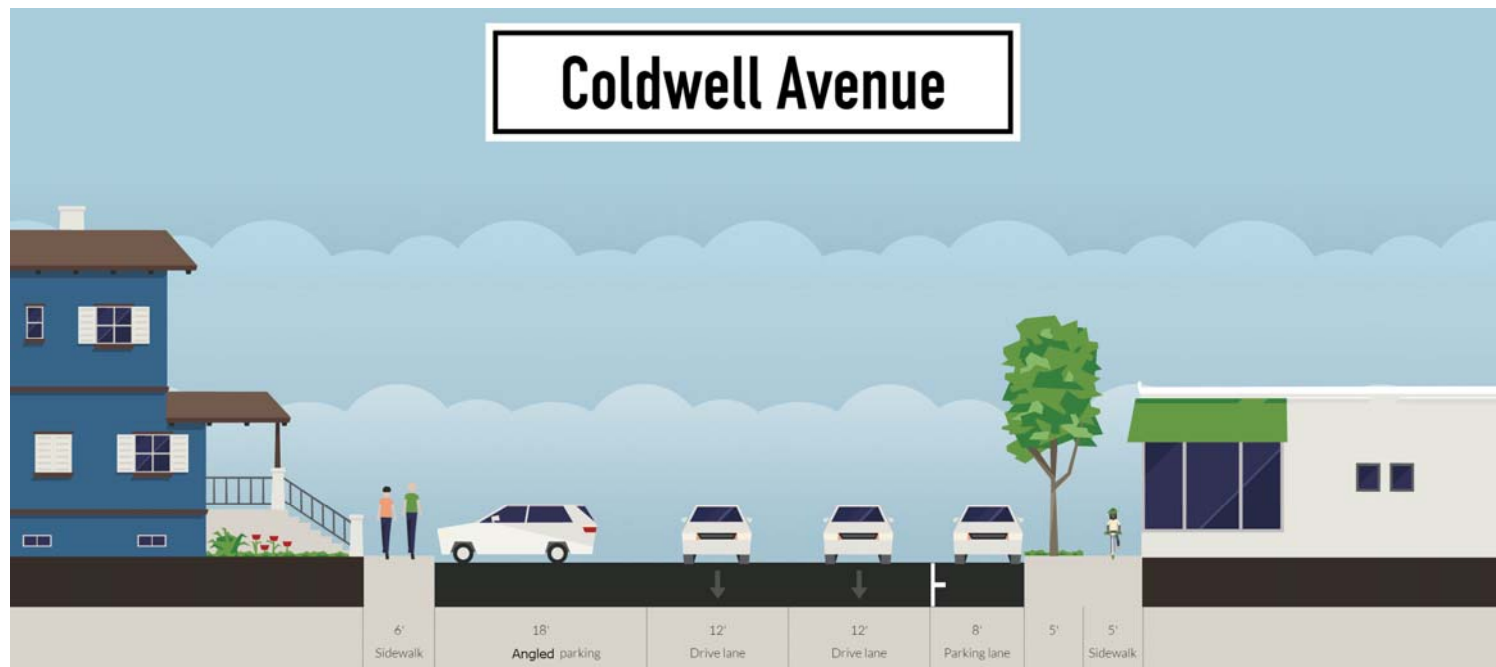 Coldwell Avenue
6' 18' 12' 12' 8' 5' 5'
Sidewalk Angled parking Drive lane Drive lane Parking lane Sidewalk